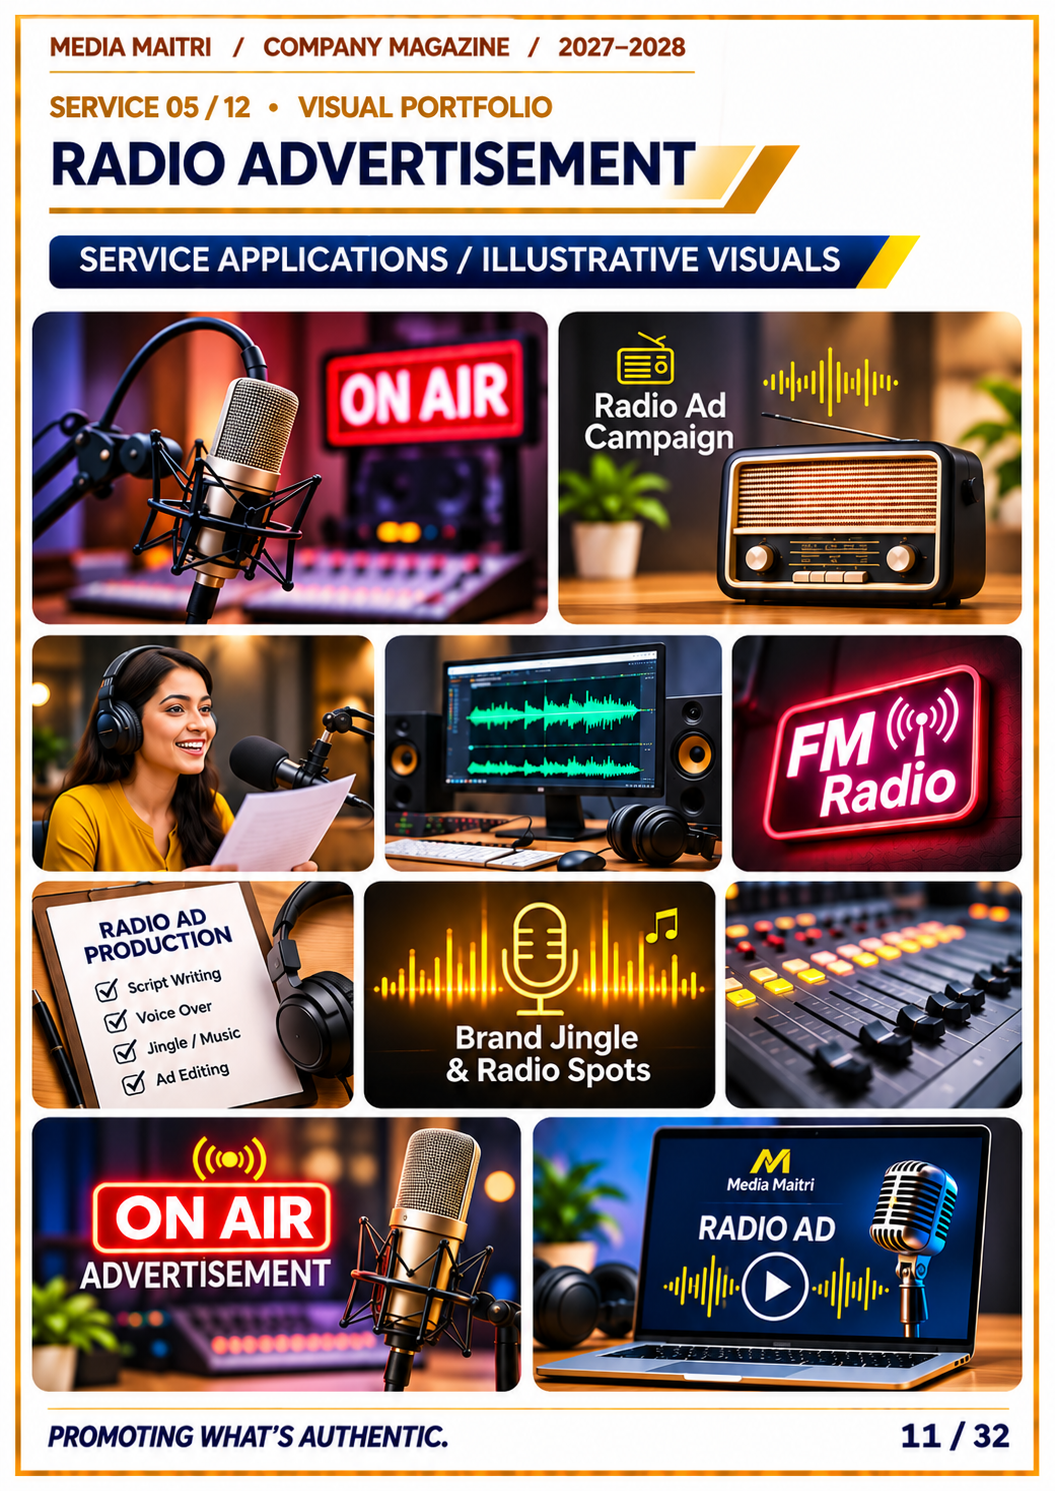 MEDIA MAITRI / COMPANY MAGAZINE / 2027–2028
SERVICE 05 / 12 • VISUAL PORTFOLIO
RADIO ADVERTISEMENT
SERVICE APPLICATIONS / ILLUSTRATIVE VISUALS
ON AIR
Radio Ad
Campaign
FM
Radio
RADIO AD
PRODUCTION
Script Writing
Voice Over
Jingle / Music
Ad Editing
Brand Jingle
& Radio Spots
ON AIR
ADVERTISEMENT
Media Maitri
RADIO AD
PROMOTING WHAT'S AUTHENTIC.
11 / 32